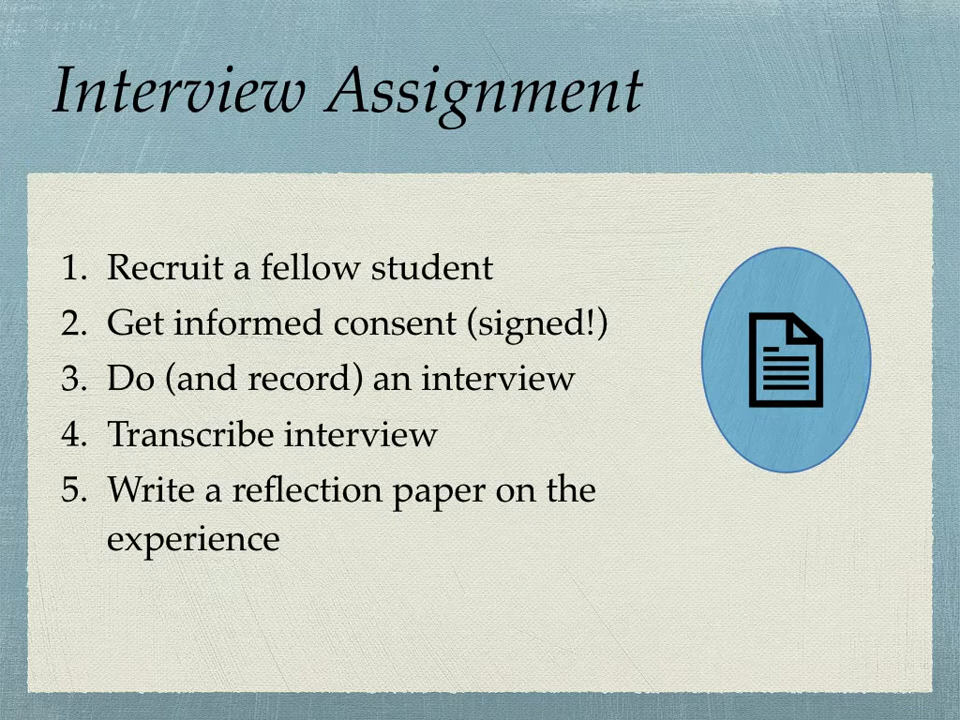 Interview Assignment
1. Recruit a fellow student
2. Get informed consent (signed!)
3. Do (and record) an interview
4. Transcribe interview
5. Write a reflection paper on the
experience